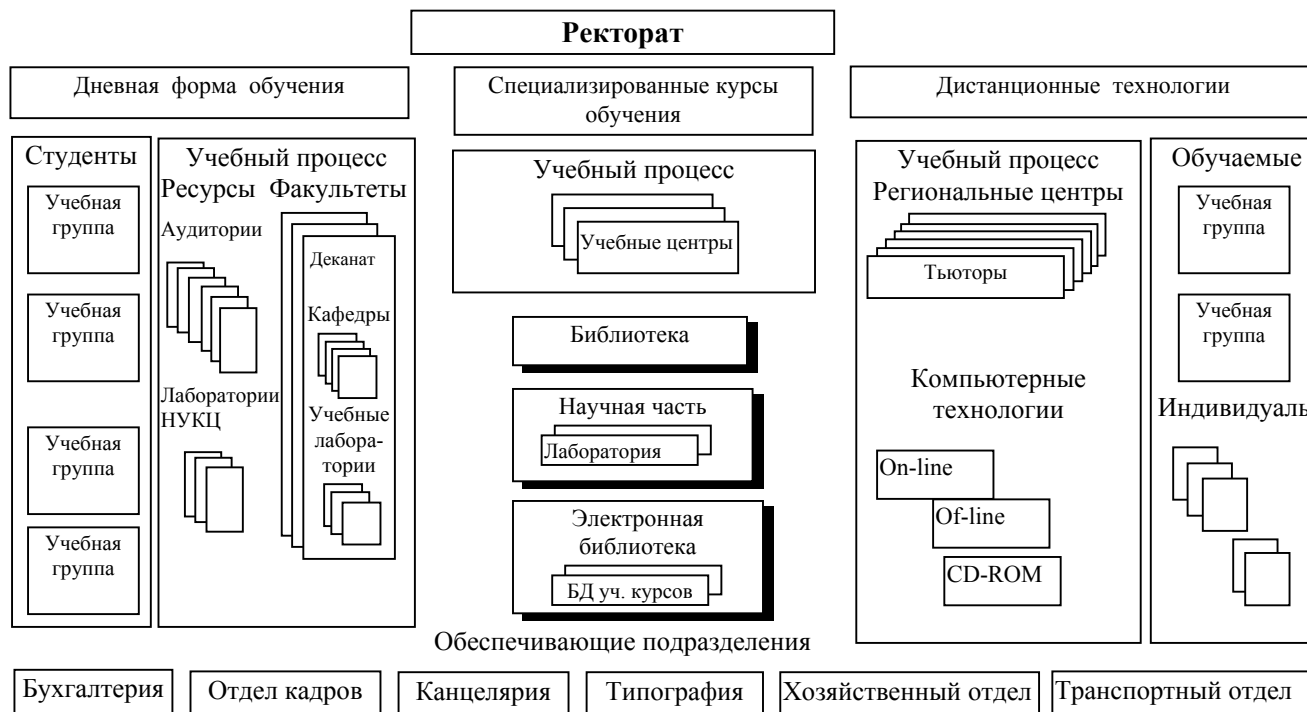 Ректорат
Дневная форма обучения
Специализированные курсы
обучения
Дистанционные технологии
Студенты
Учебная
группа
Учебная
группа
Учебная
группа
Учебная
группа
Учебный процесс
Ресурсы Факультеты
Аудитории
Лаборатории
НУКЦ
Деканат
Кафедры
Учебные
лабора-
тории
Учебный процесс
Учебные центры
Библиотека
Научная часть
Лаборатория
Электронная
библиотека
БД уч. курсов
Учебный процесс
Региональные центры
Тьюторы
Компьютерные
технологии
On-line
Of-line
CD-ROM
Обучаемые
Учебная
группа
Учебная
группа
Индивидуаль
Обеспечивающие подразделения
Бухгалтерия
Отдел кадров
Канцелярия
Типография
Хозяйственный отдел
Транспортный отдел